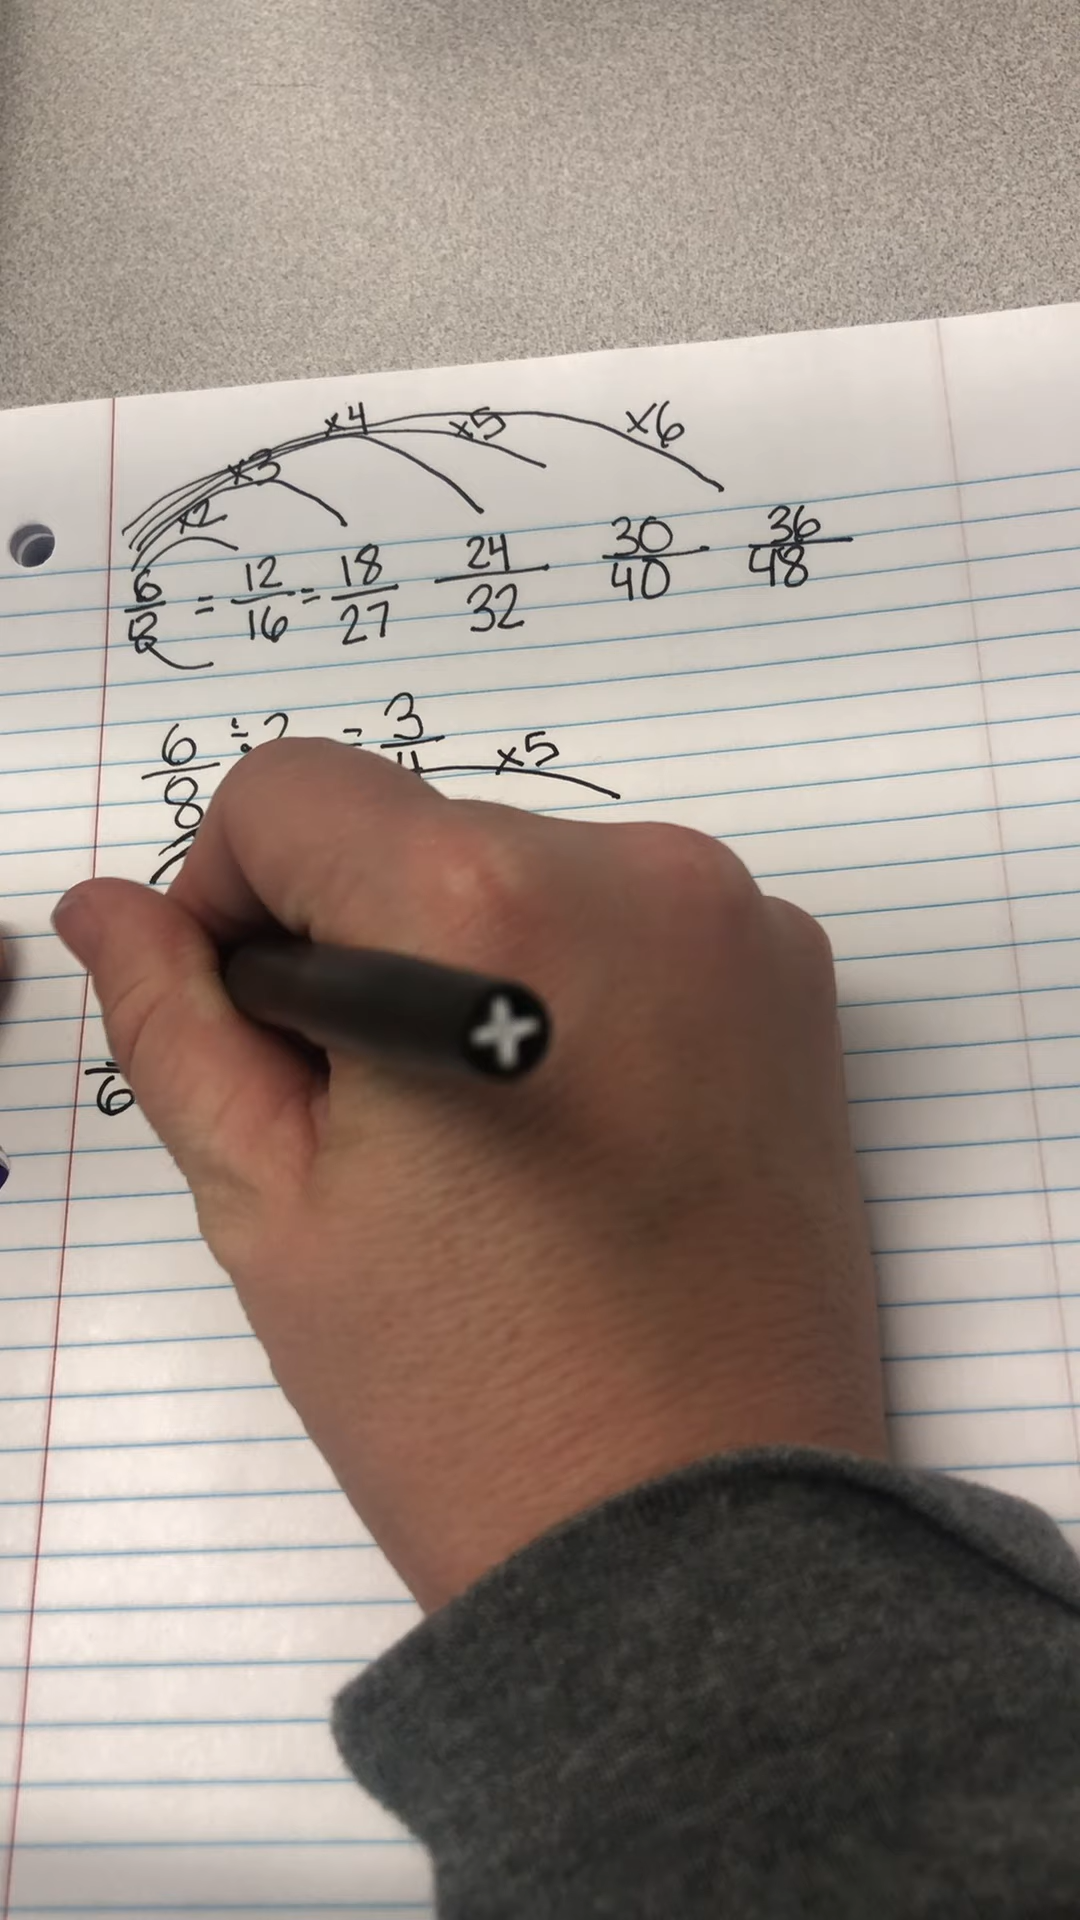 ×2 ×3 ×4 ×5 ×6
6/8 = 12/16 = 18/27 24/32 30/40 36/48
6/8 ÷ = 3/4 ×5
6